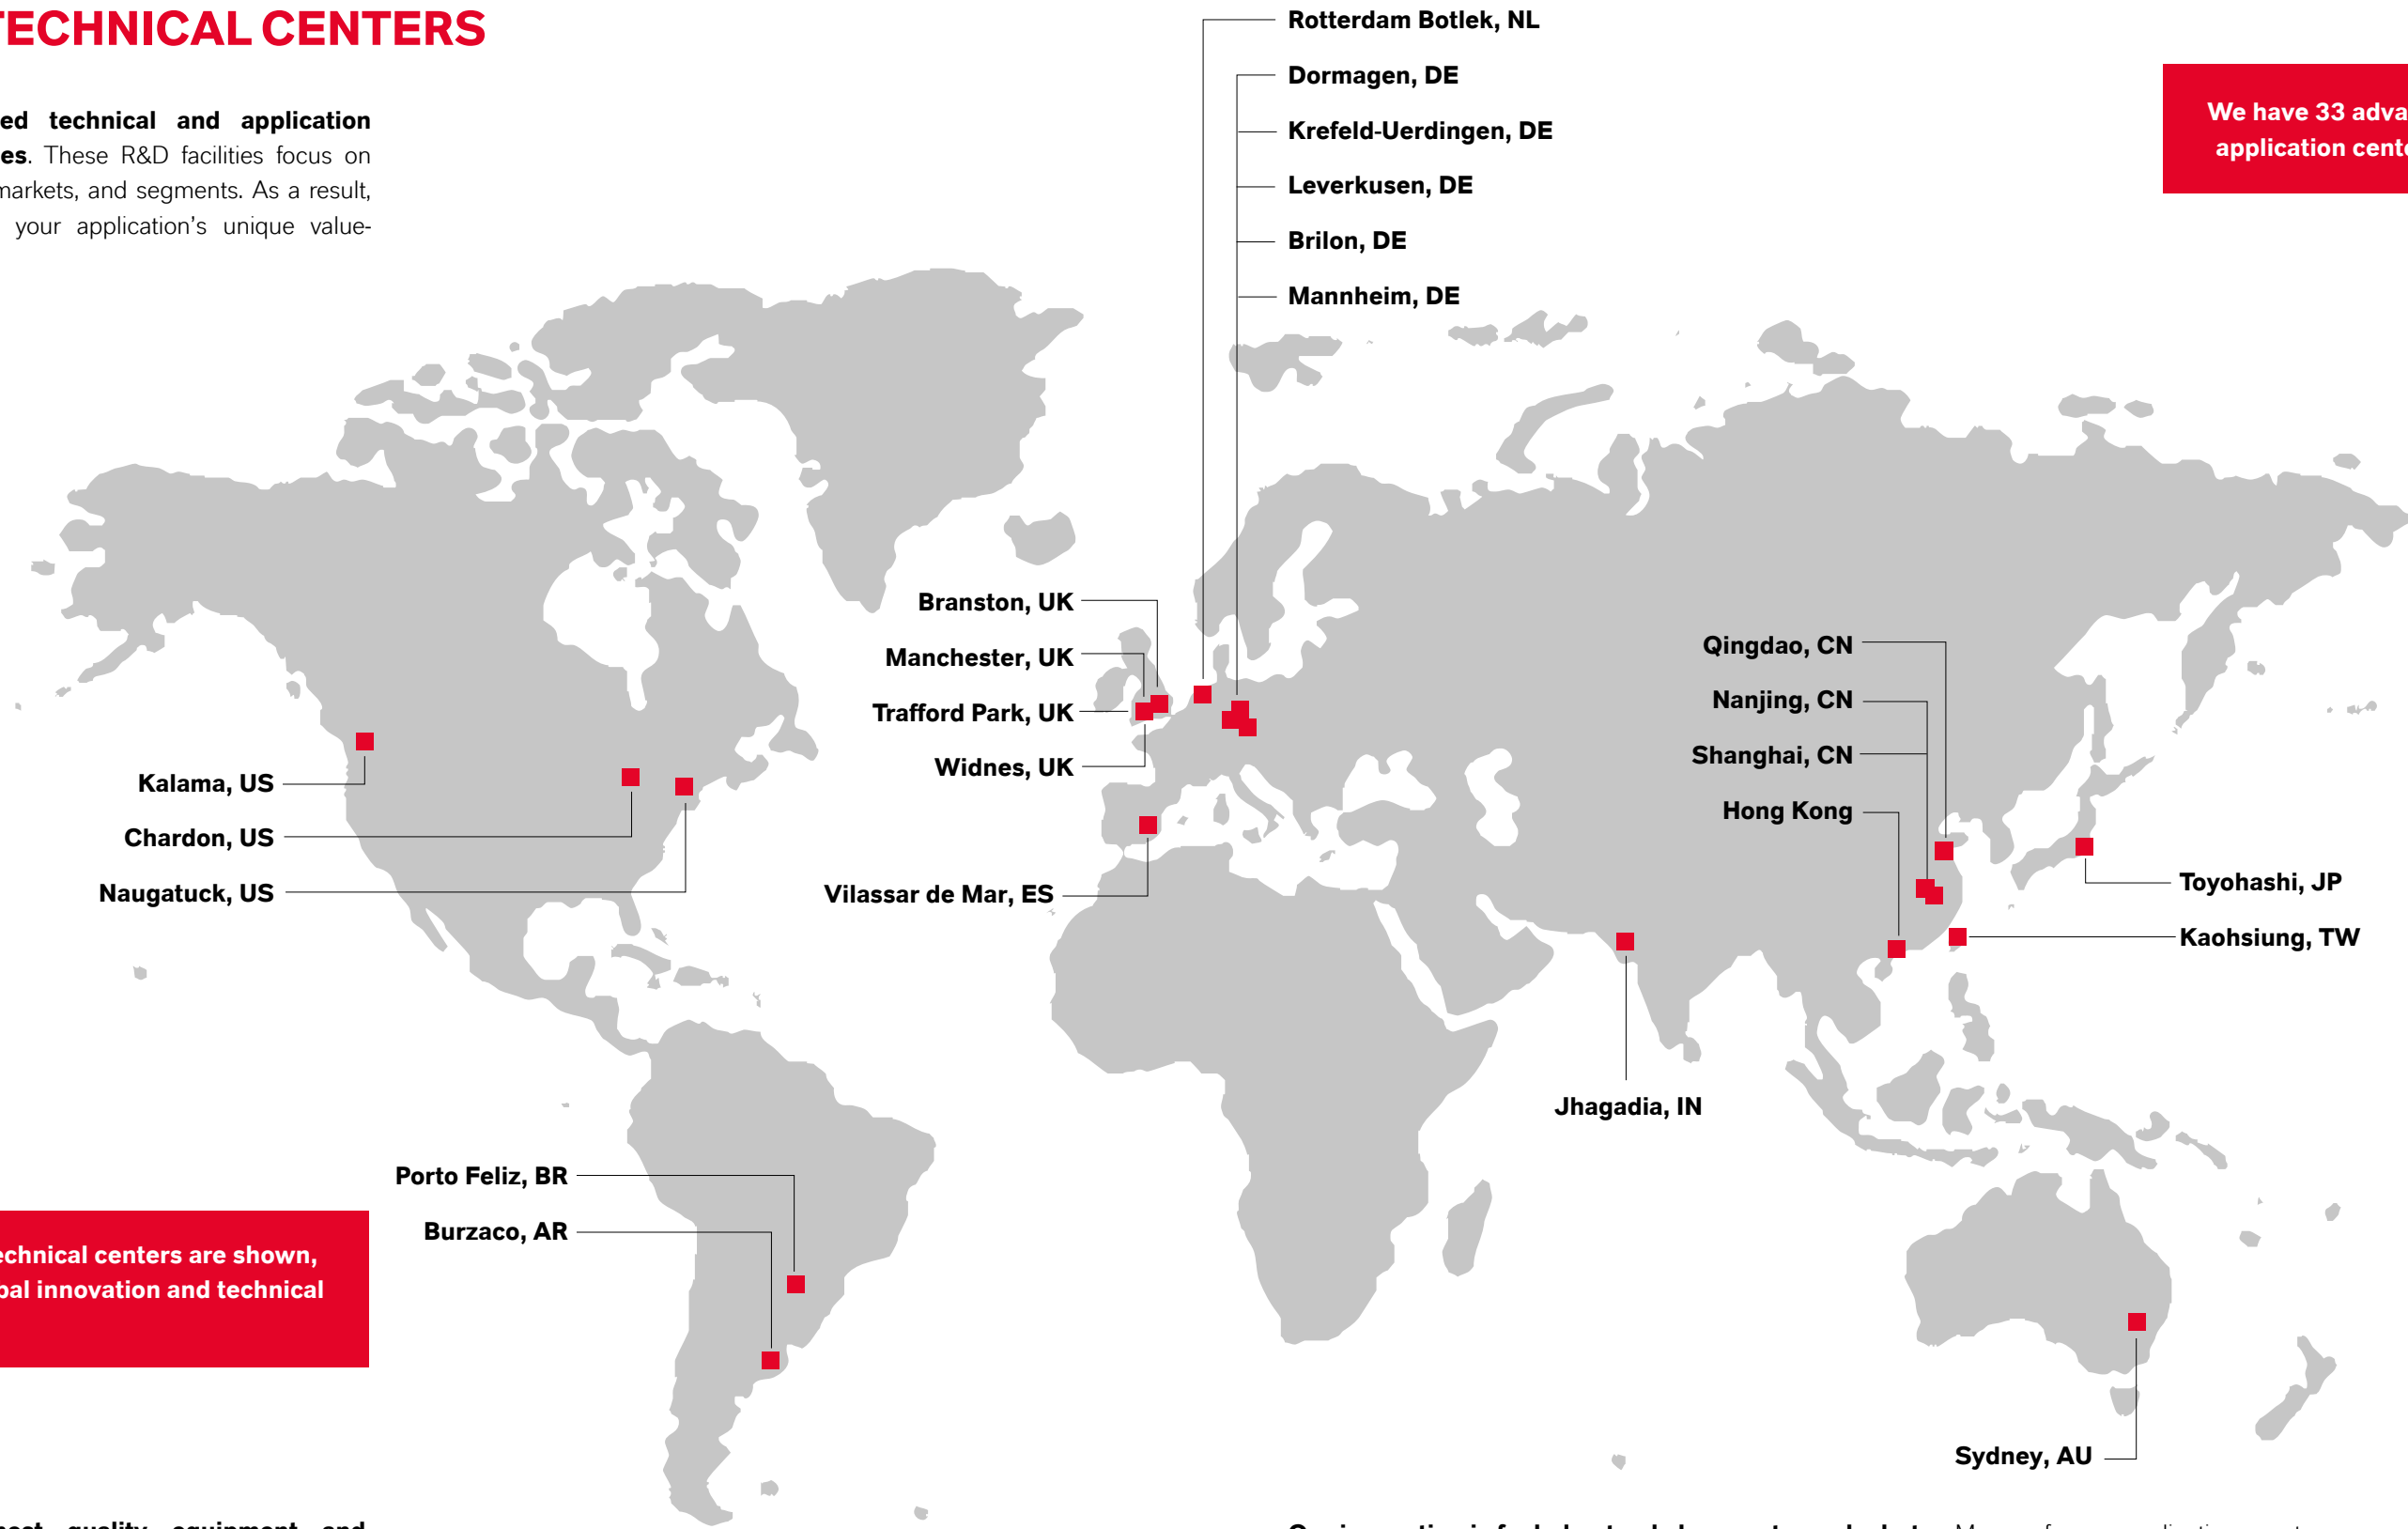 TECHNICAL CENTERS
ed technical and application
es. These R&D facilities focus on
markets, and segments. As a result,
your application's unique value-
Rotterdam Botlek, NL
Dormagen, DE
Krefeld-Uerdingen, DE
Leverkusen, DE
Brilon, DE
Mannheim, DE
We have 33 adva
application cent
Branston, UK
Manchester, UK
Trafford Park, UK
Widnes, UK
Vilassar de Mar, ES
Kalama, US
Chardon, US
Naugatuck, US
Qingdao, CN
Nanjing, CN
Shanghai, CN
Hong Kong
Toyohashi, JP
Kaohsiung, TW
Jhagadia, IN
Porto Feliz, BR
Burzaco, AR
Sydney, AU
echnical centers are shown,
bal innovation and technical
quality equipment and